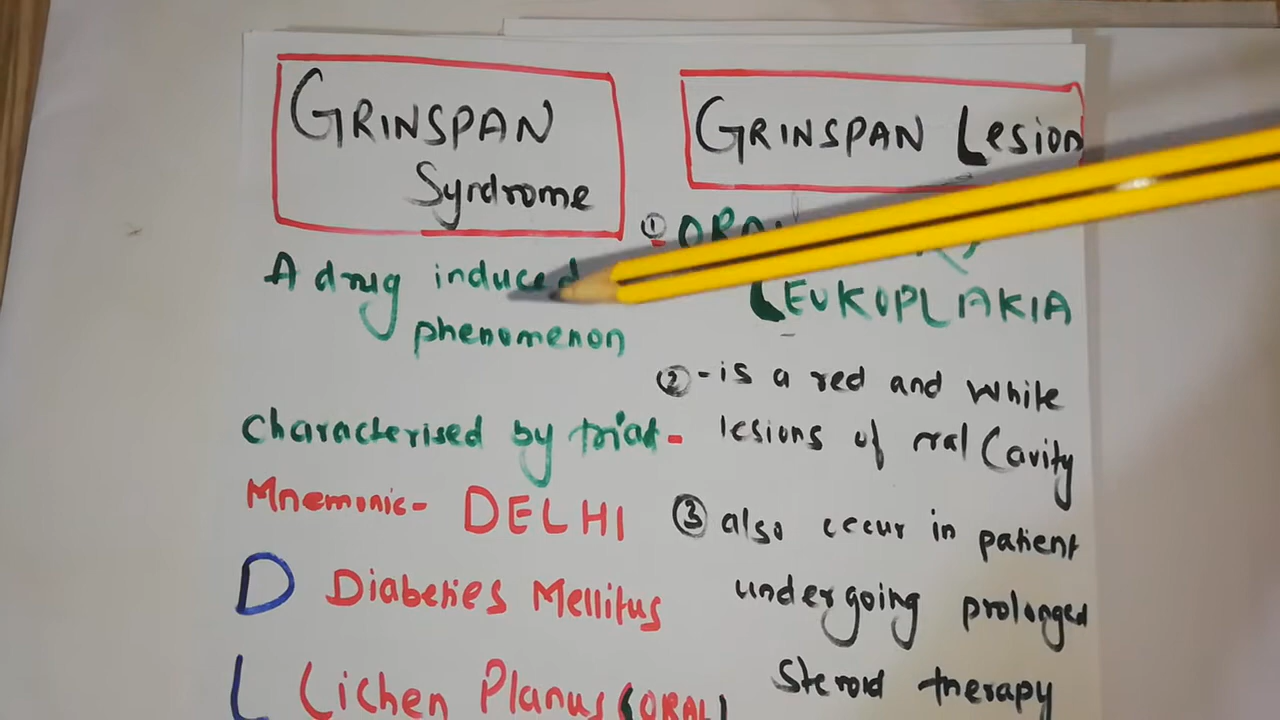 GRINSPAN
Syndrome
A drug induced
phenomenon
characterised by triad-
Mnemonic- DELHI
D Diabeties Mellitus
L Lichen Planus (ORAL)
GRINSPAN Lesion
①
LEUKOPLAKIA
② -is a red and white
lesions of oral Cavity
③ also occur in patient
undergoing prolonged
Steroid therapy